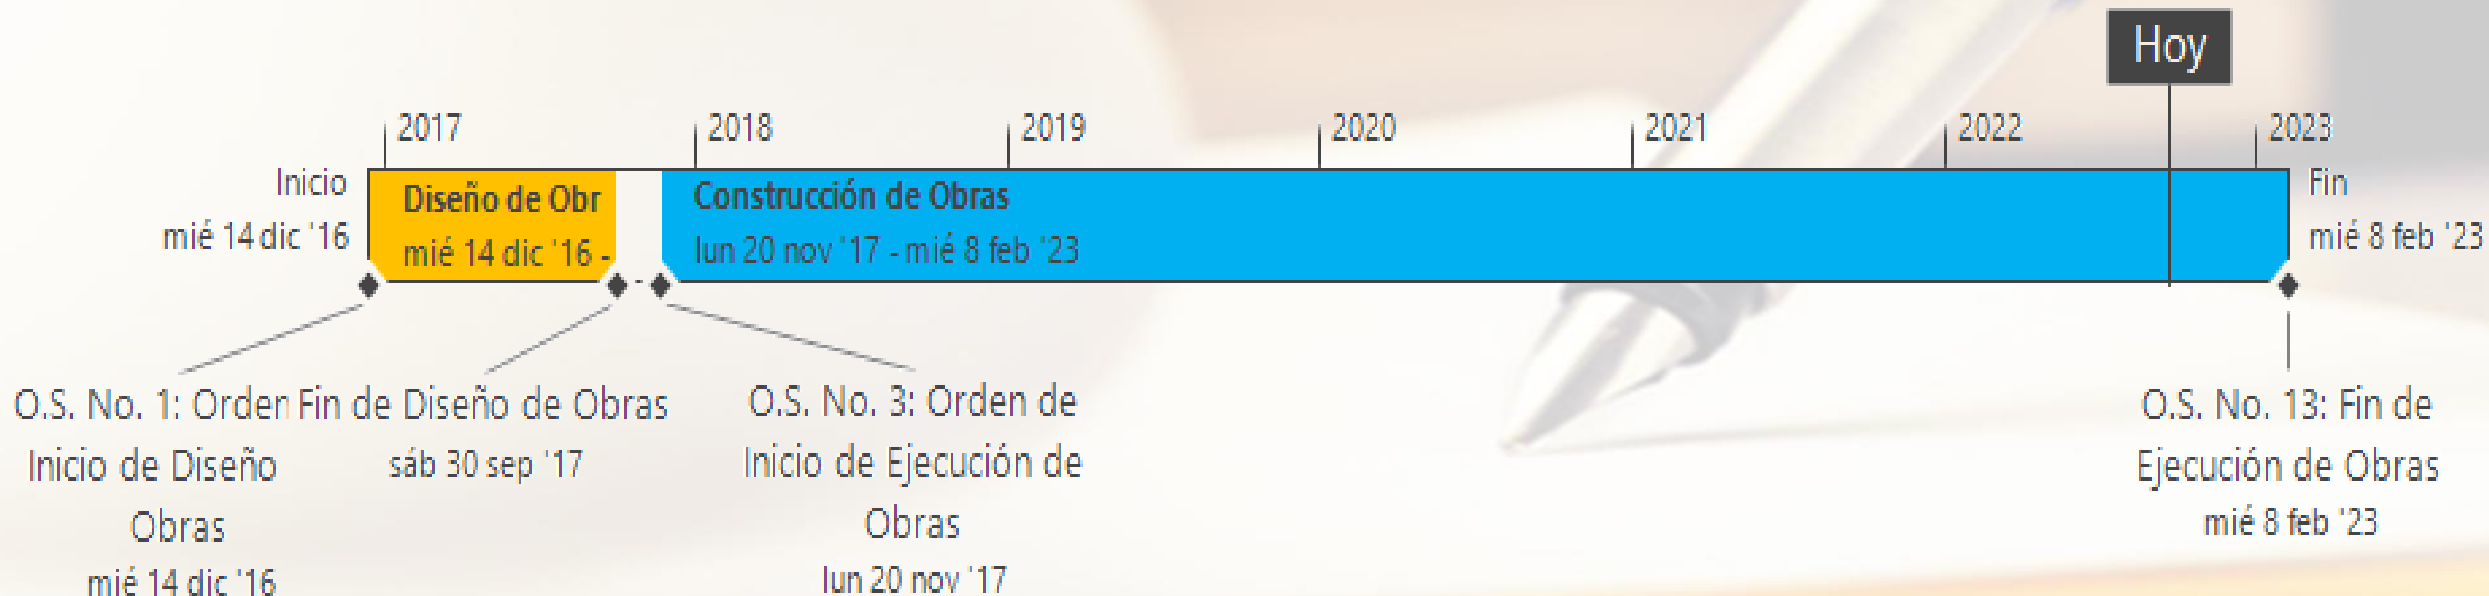 Hoy
2017
2018
2019
2020
2021
2022
2023
Inicio
mié 14 dic '16
Diseño de Obr
mié 14 dic '16 -
Construcción de Obras
lun 20 nov '17 - mié 8 feb '23
Fin
mié 8 feb '23
O.S. No. 1: Orden
Inicio de Diseño
Obras
mié 14 dic '16
Fin de Diseño de Obras
sáb 30 sep '17
O.S. No. 3: Orden de
Inicio de Ejecución de
Obras
lun 20 nov '17
O.S. No. 13: Fin de
Ejecución de Obras
mié 8 feb '23